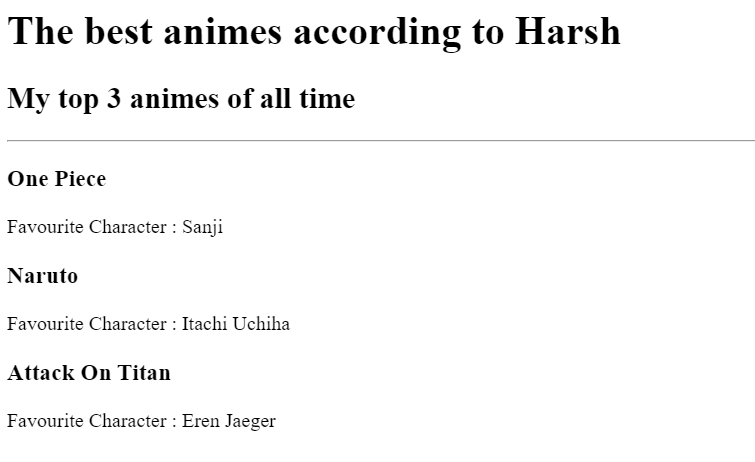 The best animes according to Harsh
My top 3 animes of all time
One Piece
Favourite Character : Sanji
Naruto
Favourite Character : Itachi Uchiha
Attack On Titan
Favourite Character : Eren Jaeger